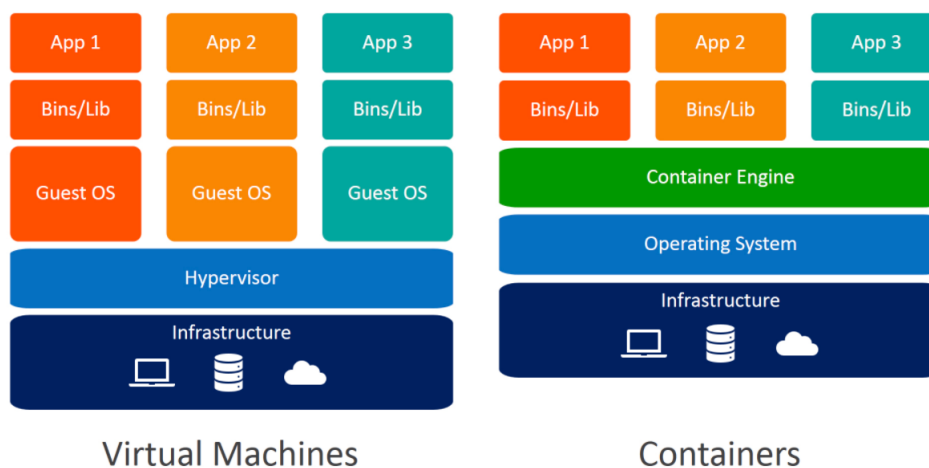 App 1
App 2
App 3
Bins/Lib
Bins/Lib
Bins/Lib
Guest OS
Guest OS
Guest OS
Hypervisor
Infrastructure
Virtual Machines
App 1
App 2
App 3
Bins/Lib
Bins/Lib
Bins/Lib
Container Engine
Operating System
Infrastructure
Containers